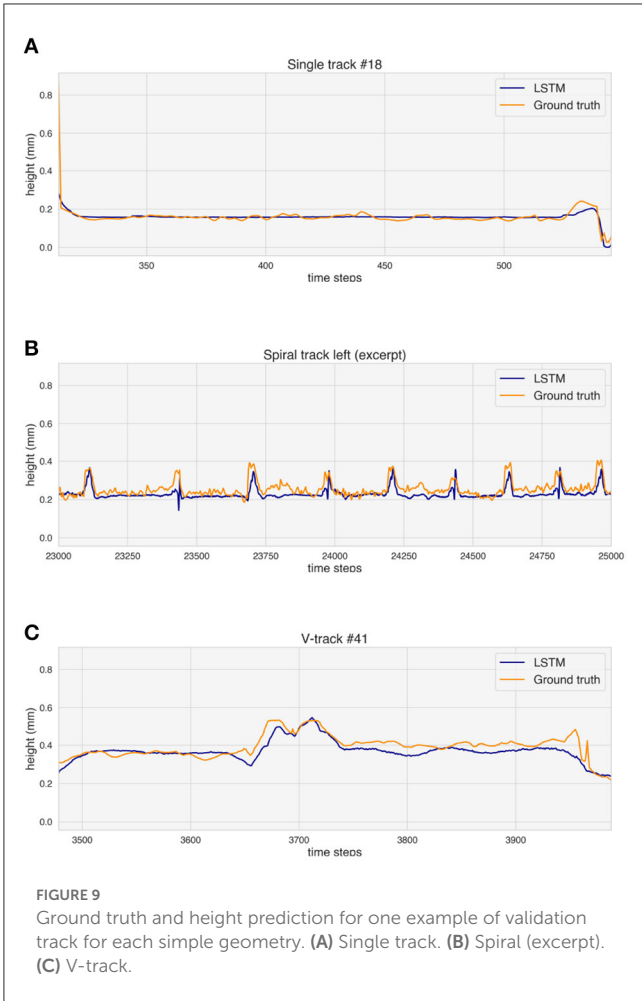 A
Single track #18
LSTM
Ground truth
height (mm)
0.8
0.6
0.4
0.2
0.0
350
400
450
500
time steps
B
Spiral track left (excerpt)
LSTM
Ground truth
height (mm)
0.8
0.6
0.4
0.2
0.0
23000
23250
23500
23750
24000
24250
24500
24750
25000
time steps
C
V-track #41
LSTM
Ground truth
height (mm)
0.8
0.6
0.4
0.2
0.0
3500
3600
3700
3800
3900
time steps
FIGURE 9
Ground truth and height prediction for one example of validation
track for each simple geometry. (A) Single track. (B) Spiral (excerpt).
(C) V-track.